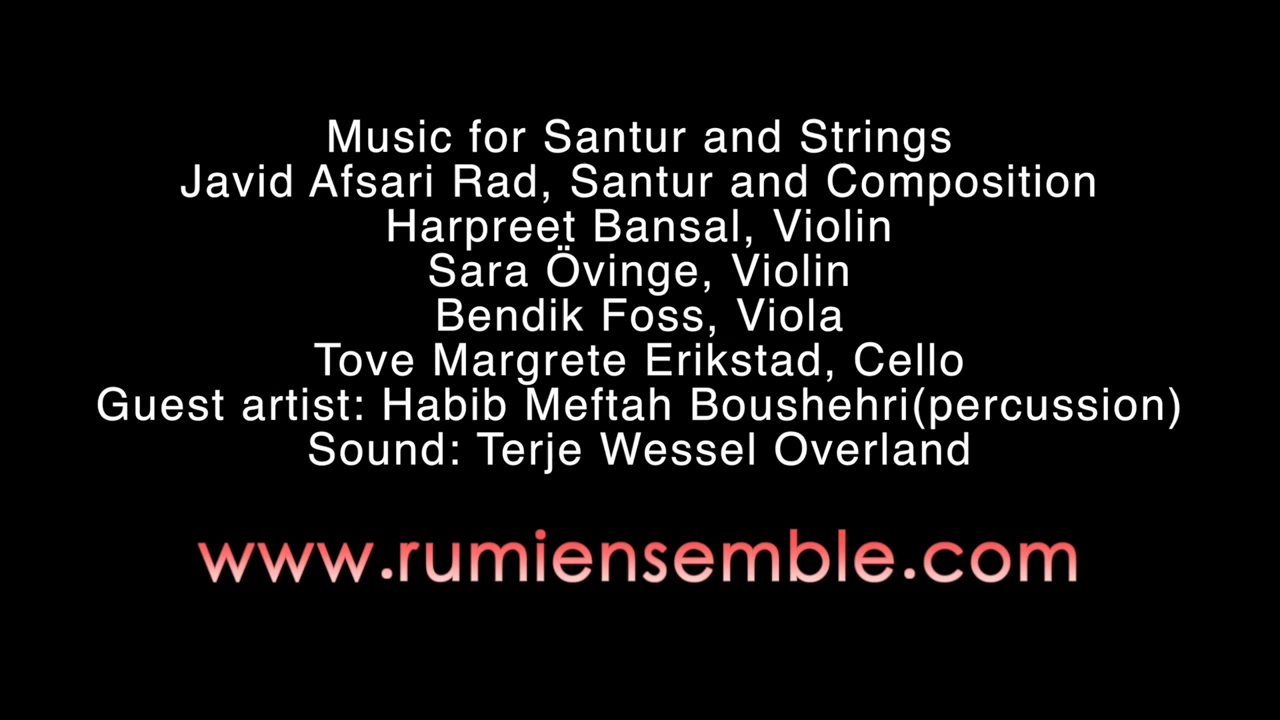 Music for Santur and Strings
Javid Afsari Rad, Santur and Composition
Harpreet Bansal, Violin
Sara Övinge, Violin
Bendik Foss, Viola
Tove Margrete Erikstad, Cello
Guest artist: Habib Meftah Boushehri(percussion)
Sound: Terje Wessel Overland
www.rumiensemble.com